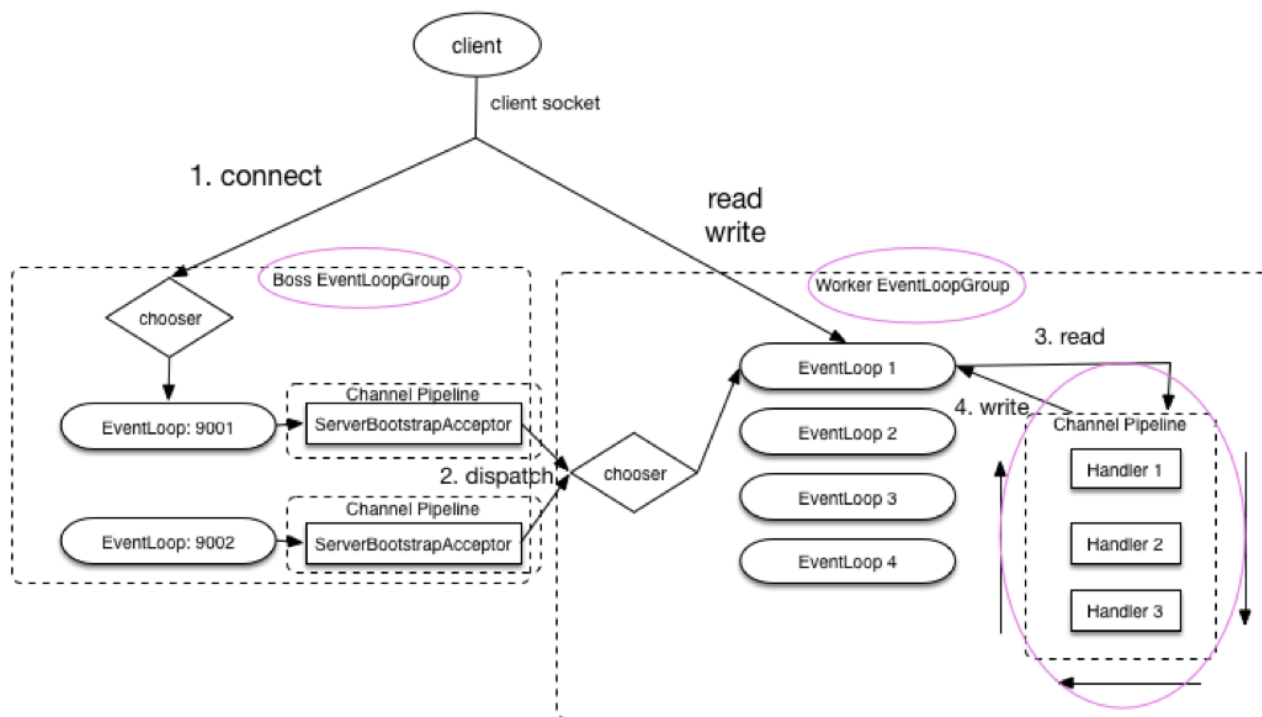 client
client socket
1. connect
read
write
Boss EventLoopGroup
Worker EventLoopGroup
chooser
EventLoop: 9001
Channel Pipeline
ServerBootstrapAcceptor
2. dispatch
EventLoop: 9002
Channel Pipeline
ServerBootstrapAcceptor
chooser
EventLoop 1
EventLoop 2
EventLoop 3
EventLoop 4
3. read
4. write
Channel Pipeline
Handler 1
Handler 2
Handler 3